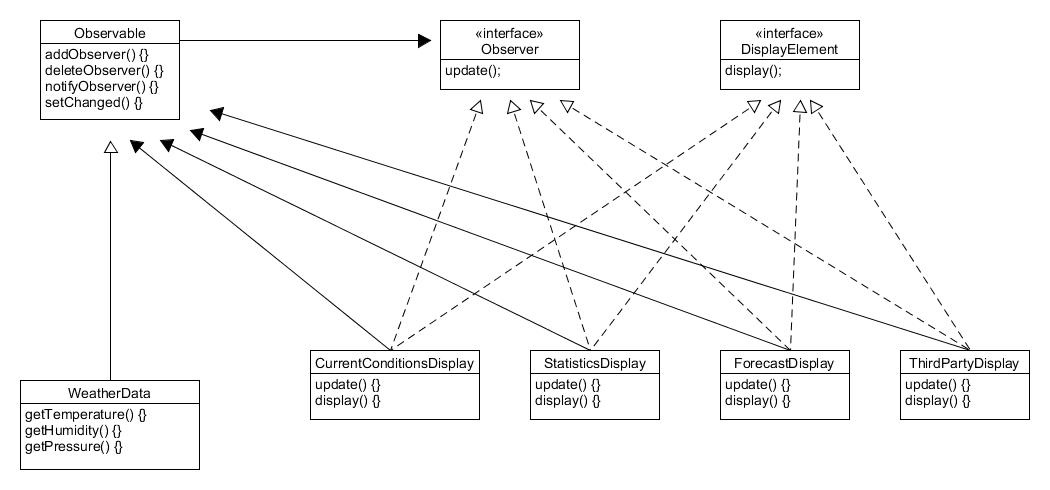 Observable
addObserver() {}
deleteObserver() {}
notifyObserver() {}
setChanged() {}
«interface»
Observer
update();
«interface»
DisplayElement
display();
CurrentConditionsDisplay
update() {}
display() {}
StatisticsDisplay
update() {}
display() {}
ForecastDisplay
update() {}
display() {}
ThirdPartyDisplay
update() {}
display() {}
WeatherData
getTemperature() {}
getHumidity() {}
getPressure() {}